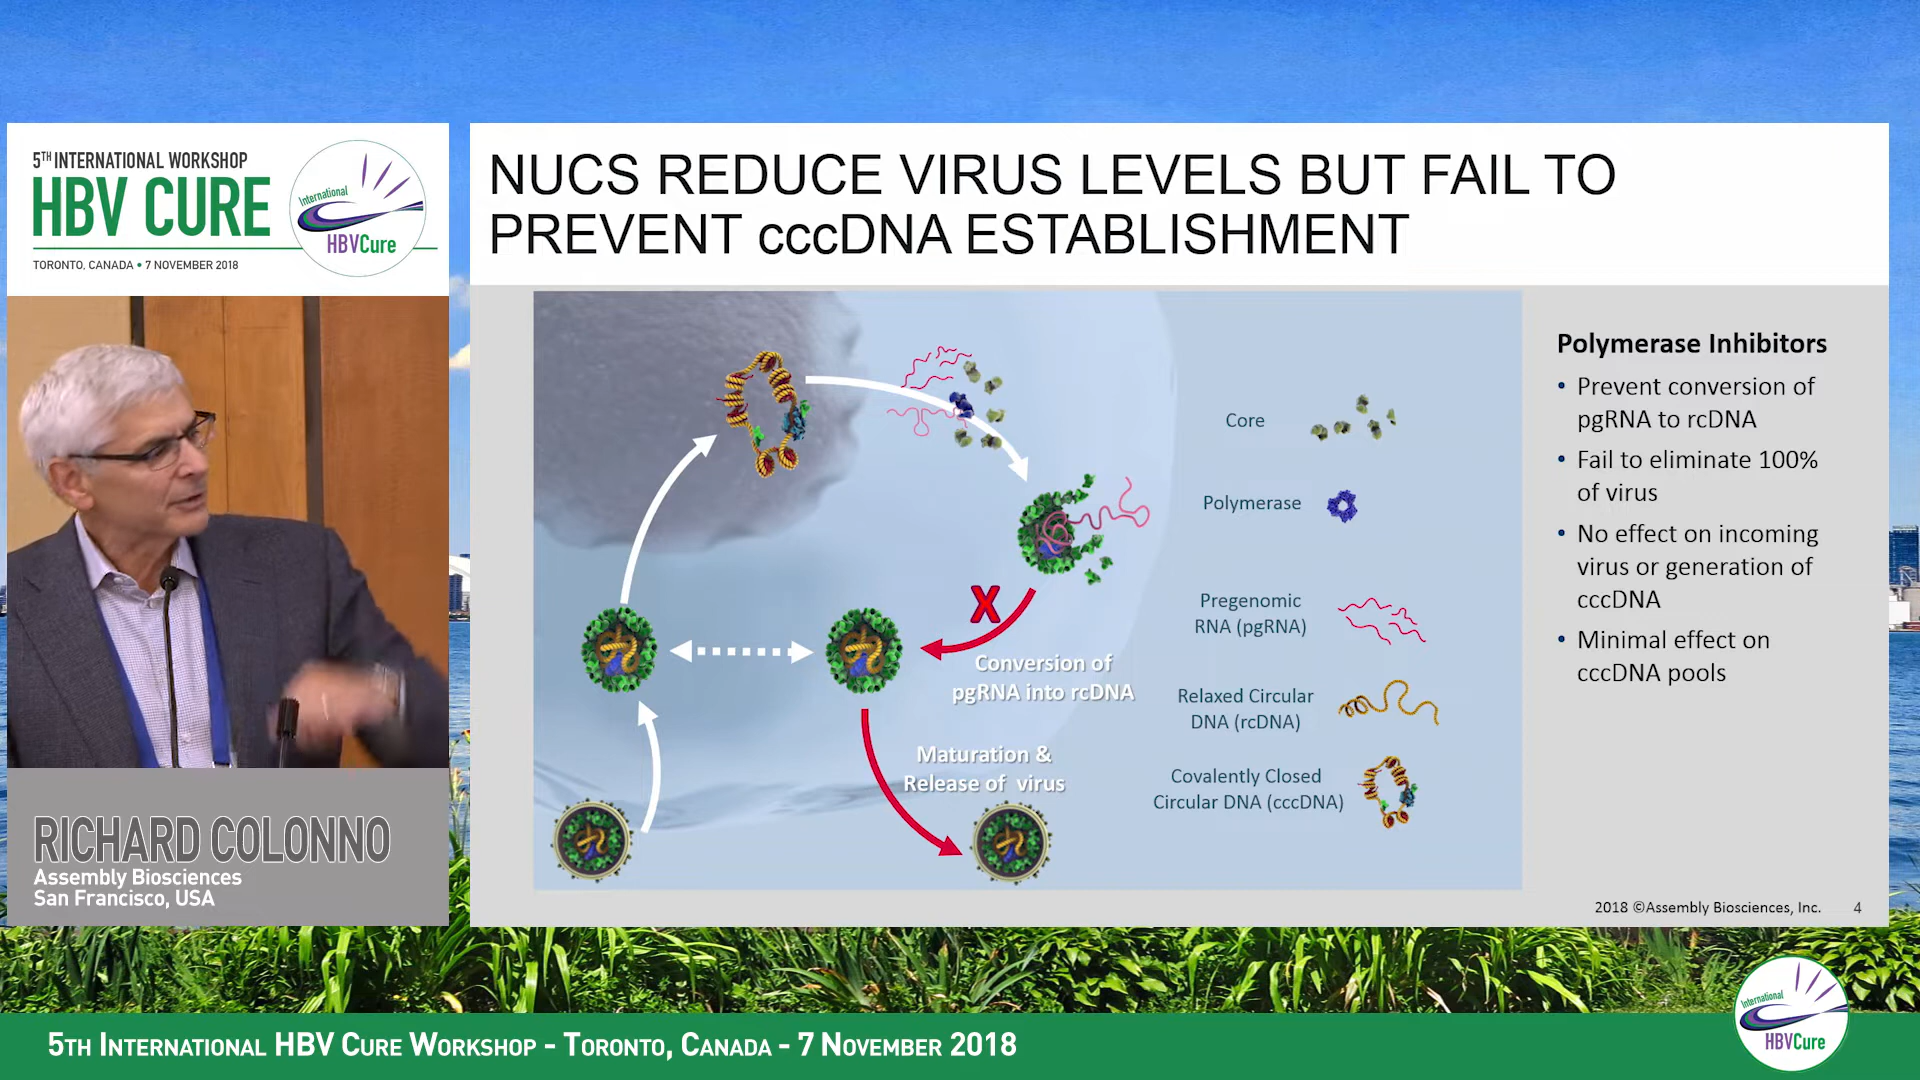 5TH INTERNATIONAL WORKSHOP
HBV CURE
TORONTO, CANADA • 7 NOVEMBER 2018
International
HBVCure
RICHARD COLONNO
Assembly Biosciences
San Francisco, USA
NUCS REDUCE VIRUS LEVELS BUT FAIL TO
PREVENT cccDNA ESTABLISHMENT
X
Conversion of
pgRNA into rcDNA
Maturation &
Release of virus
Core
Polymerase
Pregenomic
RNA (pgRNA)
Relaxed Circular
DNA (rcDNA)
Covalently Closed
Circular DNA (cccDNA)
Polymerase Inhibitors
• Prevent conversion of
pgRNA to rcDNA
• Fail to eliminate 100%
of virus
• No effect on incoming
virus or generation of
cccDNA
• Minimal effect on
cccDNA pools
2018 ©Assembly Biosciences, Inc. 4
5TH INTERNATIONAL HBV CURE WORKSHOP - TORONTO, CANADA - 7 NOVEMBER 2018
International
HBVCure